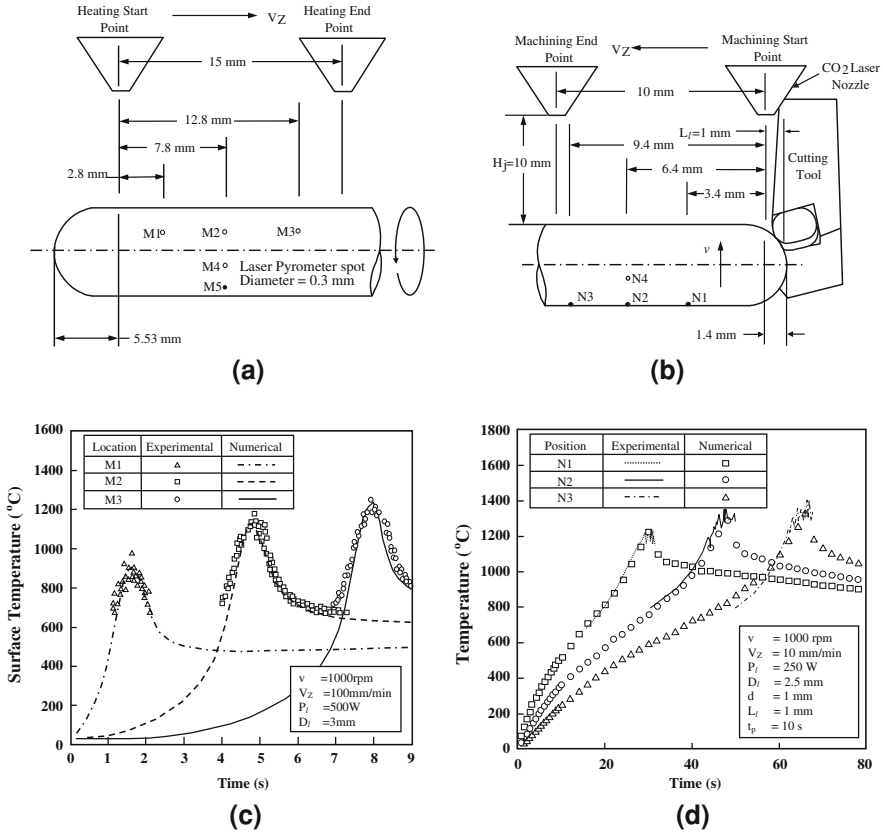 Heating Start
Point
V_Z
Heating End
Point
15 mm
12.8 mm
7.8 mm
2.8 mm
M1
M2
M3
M4
M5
Laser Pyrometer spot
Diameter = 0.3 mm
5.53 mm
(a)
Machining End
Point
V_Z
Machining Start
Point
CO2 Laser
Nozzle
10 mm
L_l=1 mm
9.4 mm
H_j=10 mm
6.4 mm
Cutting
Tool
3.4 mm
v
N4
N3
N2
N1
1.4 mm
(b)
Surface Temperature (°C)
1600
1400
1200
1000
800
600
400
200
0
Location Experimental Numerical
M1
M2
M3
v =1000rpm
V_Z =100mm/min
P_l =500W
D_l =3mm
0 1 2 3 4 5 6 7 8 9
Time (s)
(c)
Temperature (°C)
1800
1600
1400
1200
1000
800
600
400
200
0
Position Experimental Numerical
N1
N2
N3
v = 1000 rpm
V_Z = 10 mm/min
P_l = 250 W
D_l = 2.5 mm
d = 1 mm
L_l = 1 mm
t_p = 10 s
0 20 40 60 80
Time (s)
(d)